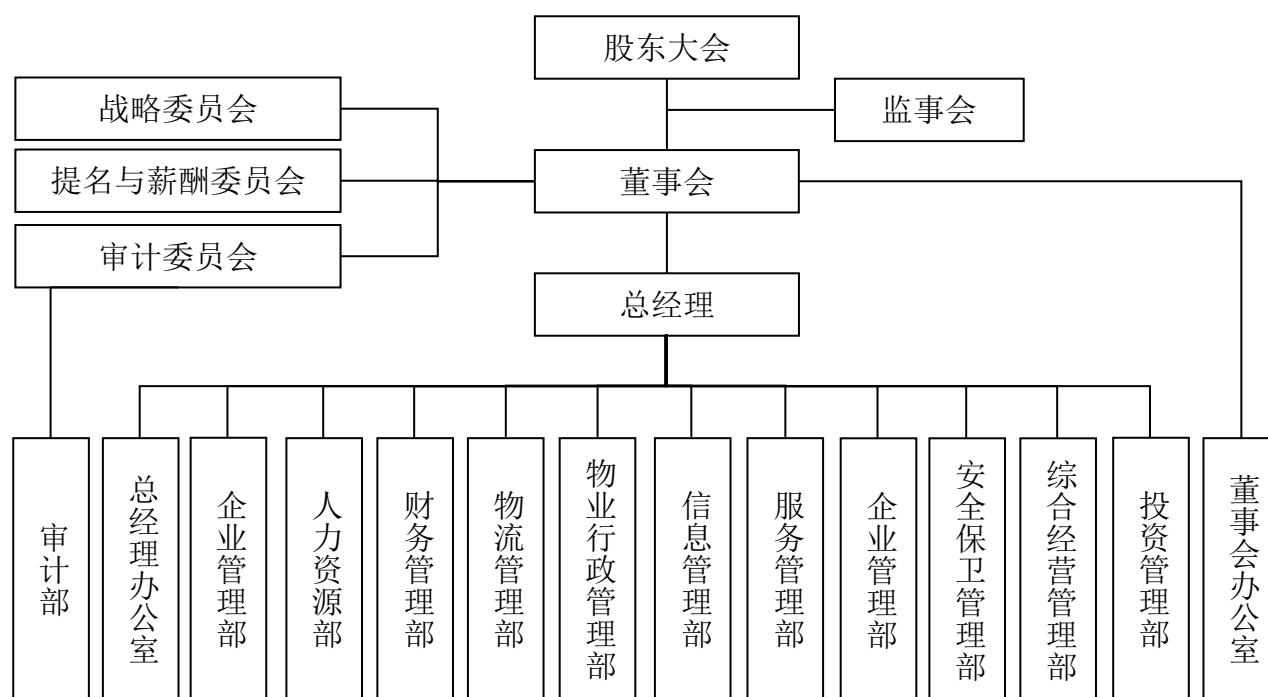 股东大会
战略委员会
监事会
提名与薪酬委员会
董事会
审计委员会
总经理
审计部
总经理办公室
企业管理部
人力资源部
财务管理部
物流管理部
物业行政管理部
信息管理部
服务管理部
企业管理部
安全保卫管理部
综合经营管理部
投资管理部
董事会办公室